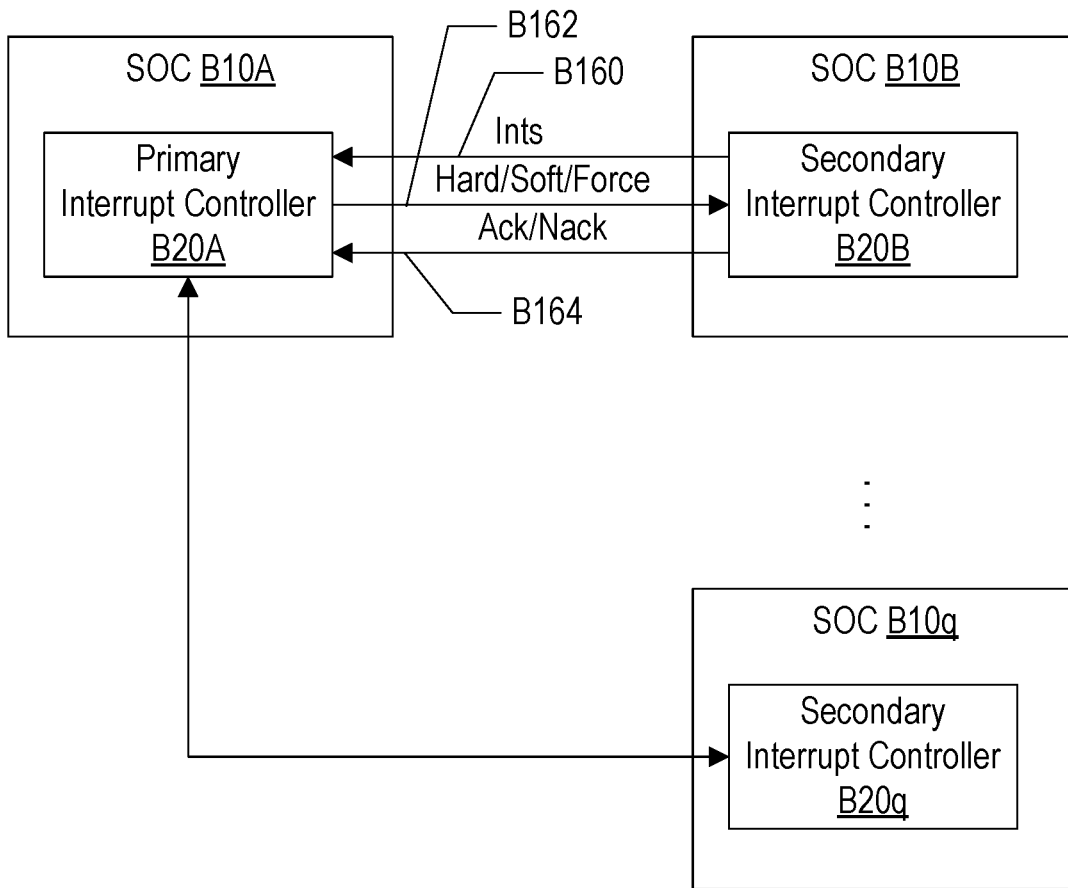 B162
B160
SOC B10A
Primary
Interrupt Controller
B20A
Ints
Hard/Soft/Force
Ack/Nack
B164
SOC B10B
Secondary
Interrupt Controller
B20B
SOC B10q
Secondary
Interrupt Controller
B20q